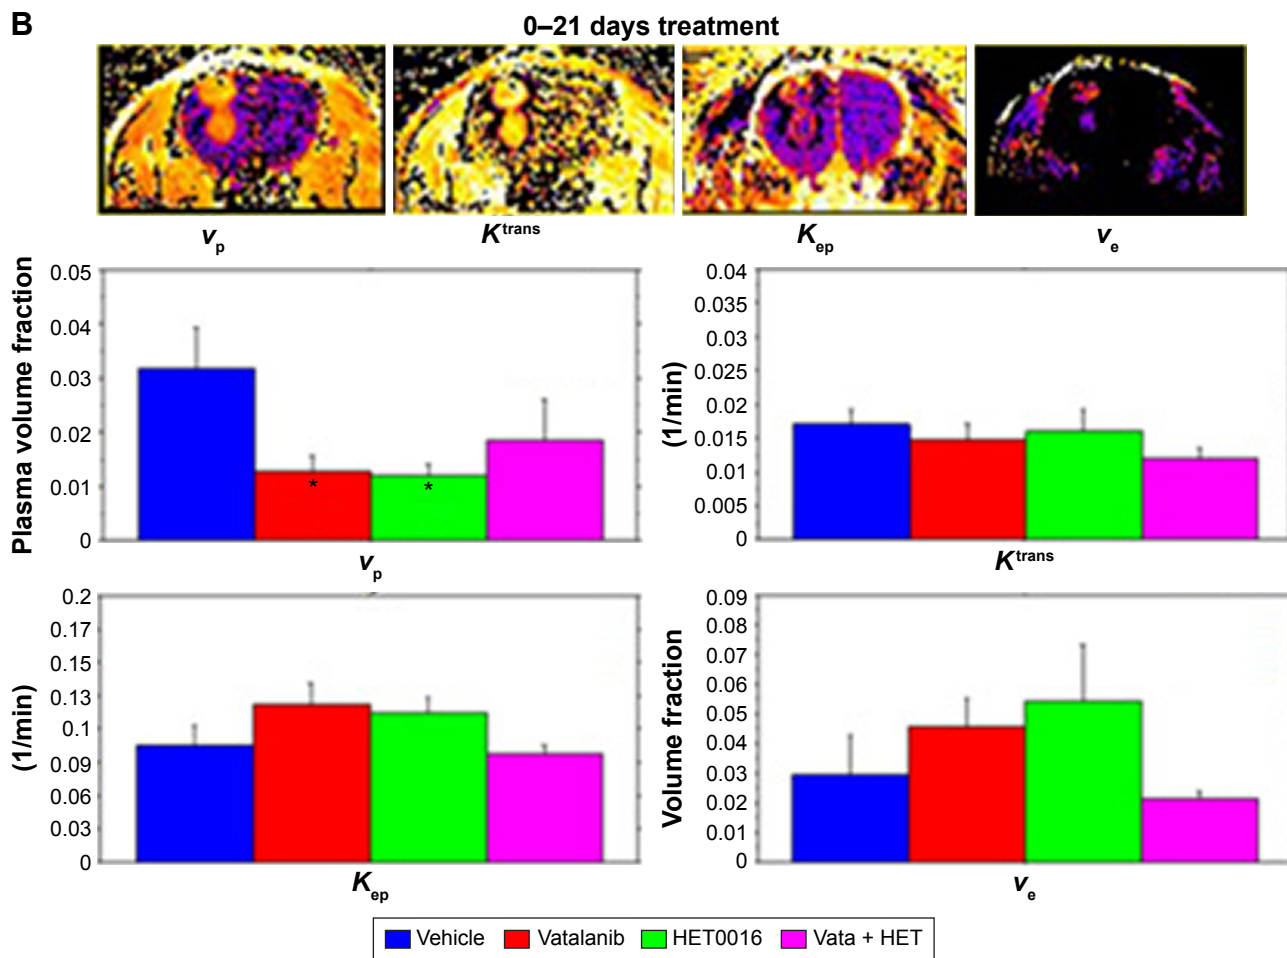 B
0–21 days treatment
vp
Ktrans
Kep
ve
Plasma volume fraction
0.05
0.04
0.03
0.02
0.01
0
*
*
vp
(1/min)
0.04
0.035
0.03
0.025
0.02
0.015
0.01
0.005
0
Ktrans
(1/min)
0.2
0.17
0.15
0.13
0.1
0.09
0.06
0.03
0
Kep
Volume fraction
0.09
0.08
0.07
0.06
0.05
0.04
0.03
0.02
0.01
0
ve
Vehicle Vatalanib HET0016 Vata + HET